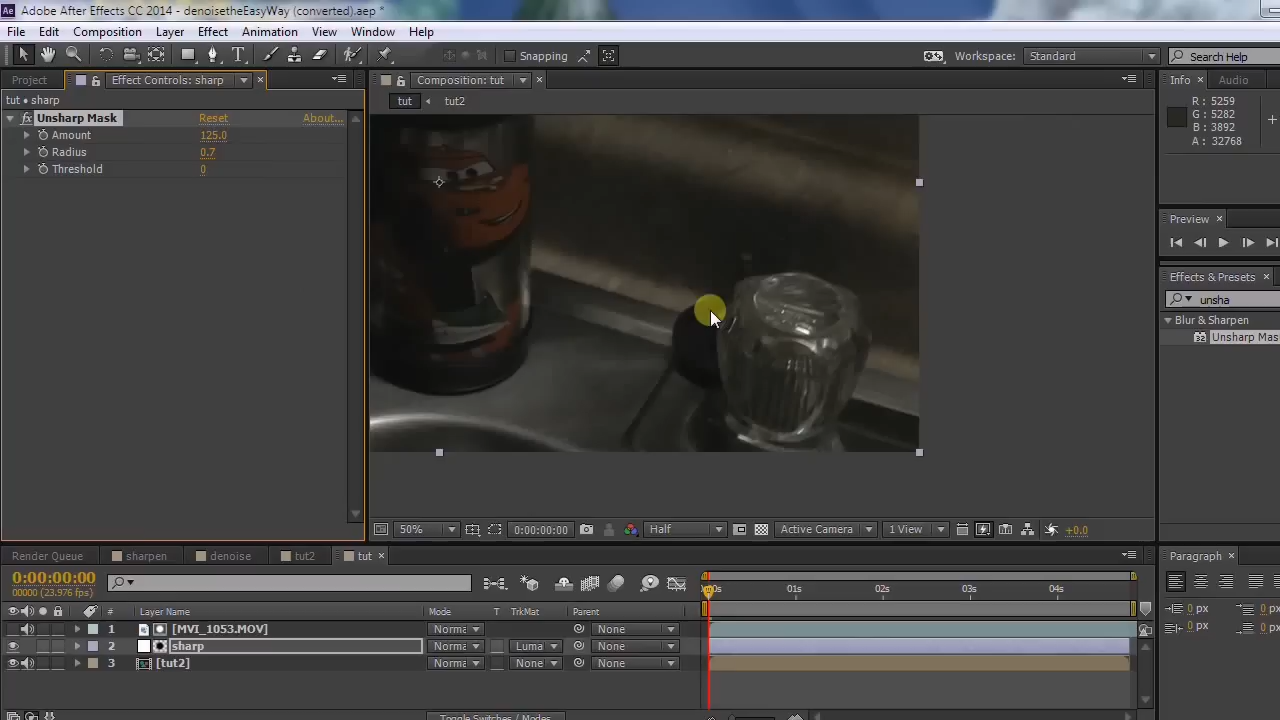 Adobe After Effects CC 2014 - denoisetheEasyWay (converted).aep *
File Edit Composition Layer Effect Animation View Window Help
Snapping Workspace: Standard Search Help
Project Effect Controls: sharp Composition: tut Info Audio
tut • sharp tut tut2
Unsharp Mask Reset About...
Amount 125.0
Radius 0.7
Threshold 0
R : 5259
G : 5282
B : 3892
A : 32768
Preview
Effects & Presets
unsha
Blur & Sharpen
Unsharp Mas
50% 0:00:00:00 Half Active Camera 1 View +0.0
Render Queue sharpen denoise tut2 tut
Paragraph
0:00:00:00
00000 (23.976 fps)
00s 01s 02s 03s 04s
# Layer Name Mode T TrkMat Parent
0 px 0 px
1 [MVI_1053.MOV] Norma None
0 px 0 px
2 sharp Norma Luma None
3 [tut2] Norma None None
Toggle Switches / Modes